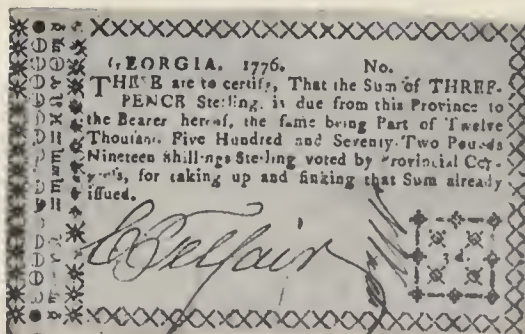 GEORGIA. 1776. No.
THESE are to certify, That the Sum of THREE-
PENCE Sterling, is due from this Province to
the Bearer hereof, the same being Part of Twelve
Thousand Five Hundred and Seventy-Two Pounds
Nineteen Shillings Sterling voted by Provincial Con-
gress, for taking up and sinking that Sum already
issued.
3 d.
Telfair